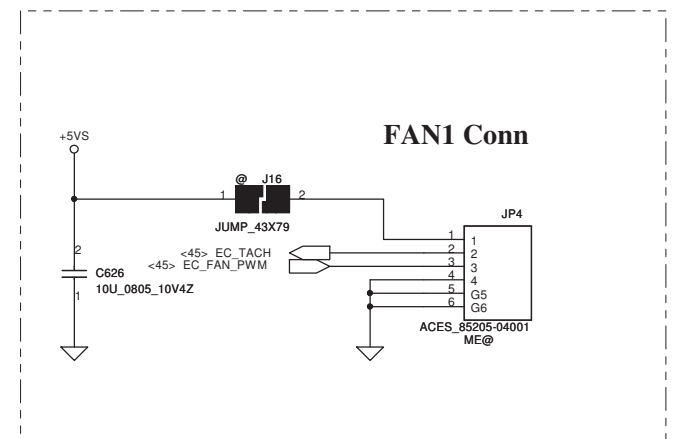 FAN1 Conn
+5VS
@ J16
1 2
JUMP_43X79
JP4
1 1
<45> EC_TACH 2 2
<45> EC_FAN_PWM 3 3
4 4
5 G5
6 G6
2
C626
1
10U_0805_10V4Z
ACES_85205-04001
ME@